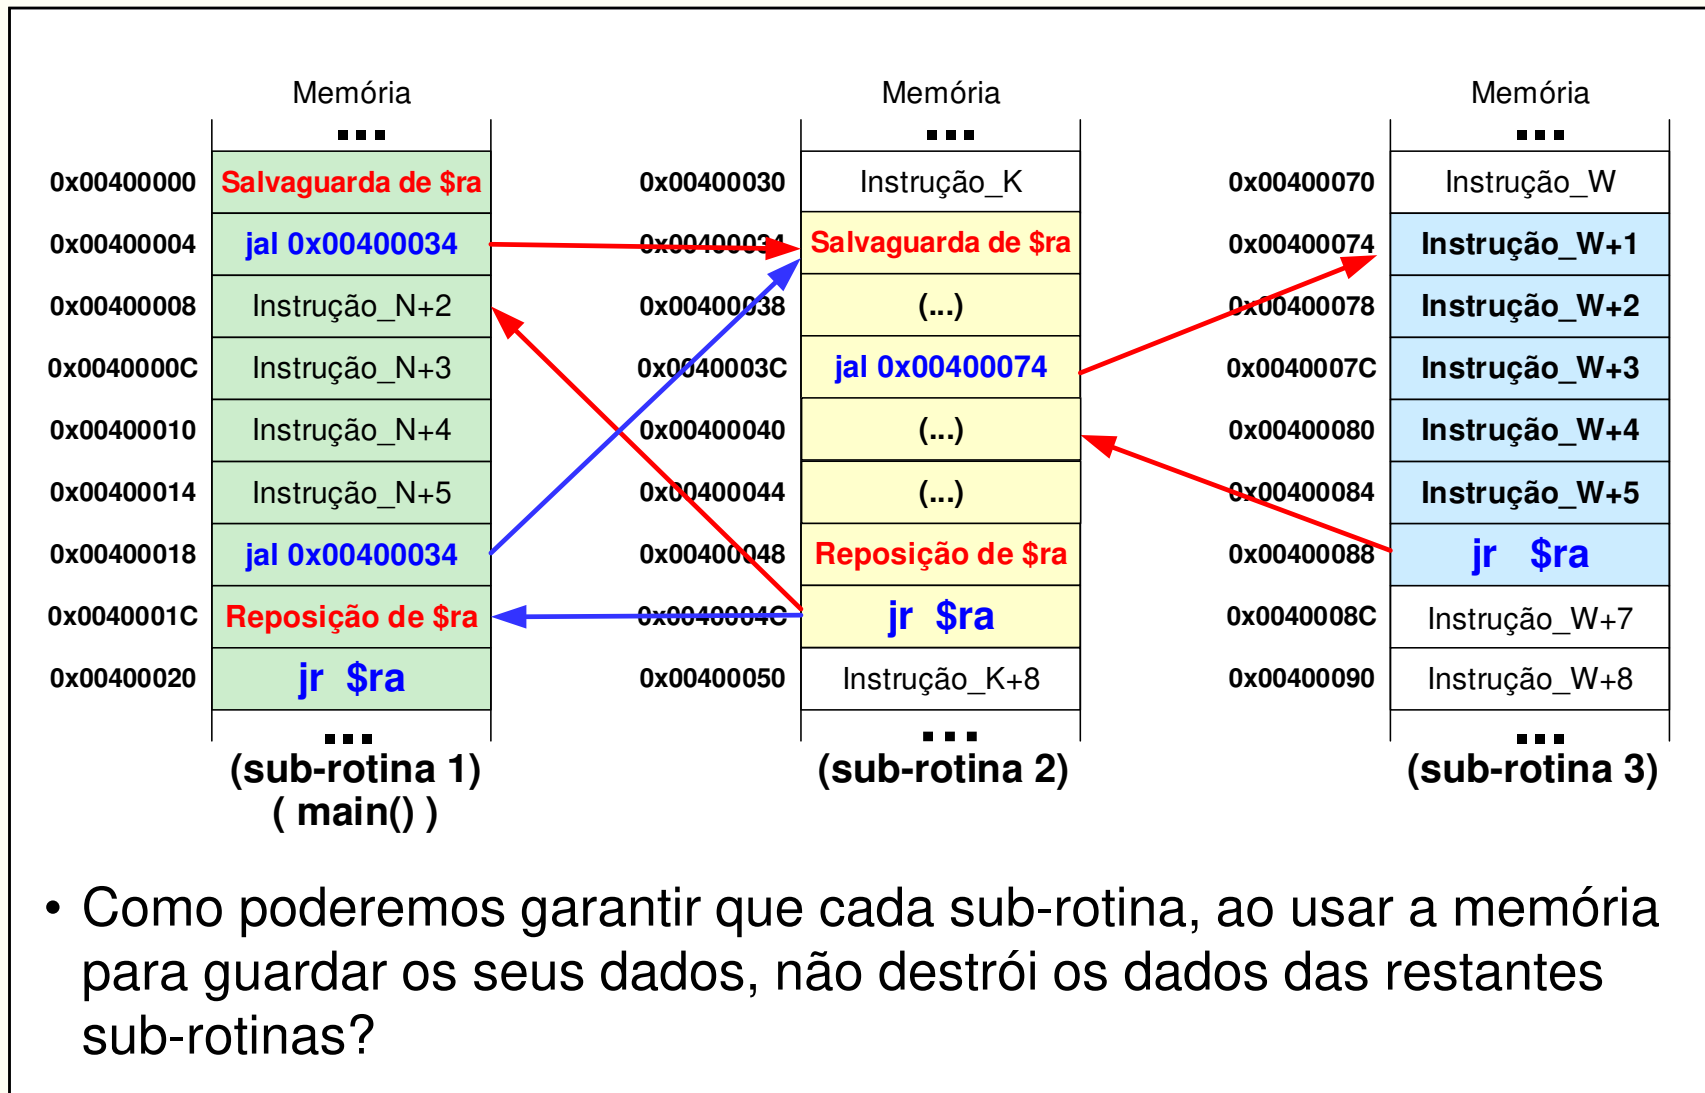 Memória Memória Memória
... ... ...
0x00400000 Salvaguarda de $ra 0x00400030 Instrução_K 0x00400070 Instrução_W
0x00400004 jal 0x00400034 0x00400034 Salvaguarda de $ra 0x00400074 Instrução_W+1
0x00400008 Instrução_N+2 0x00400038 (...) 0x00400078 Instrução_W+2
0x0040000C Instrução_N+3 0x0040003C jal 0x00400074 0x0040007C Instrução_W+3
0x00400010 Instrução_N+4 0x00400040 (...) 0x00400080 Instrução_W+4
0x00400014 Instrução_N+5 0x00400044 (...) 0x00400084 Instrução_W+5
0x00400018 jal 0x00400034 0x00400048 Reposição de $ra 0x00400088 jr $ra
0x0040001C Reposição de $ra 0x0040004C jr $ra 0x0040008C Instrução_W+7
0x00400020 jr $ra 0x00400050 Instrução_K+8 0x00400090 Instrução_W+8
... ... ...
(sub-rotina 1) (sub-rotina 2) (sub-rotina 3)
( main() )
• Como poderemos garantir que cada sub-rotina, ao usar a memória
para guardar os seus dados, não destrói os dados das restantes
sub-rotinas?